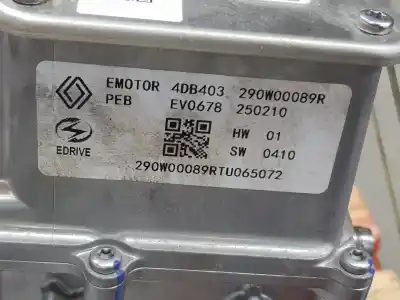 EMOTOR 4DB403 290W00089R
PEB EV0678 250210
HW 01
EDRIVE SW 0410
290W00089RTU065072